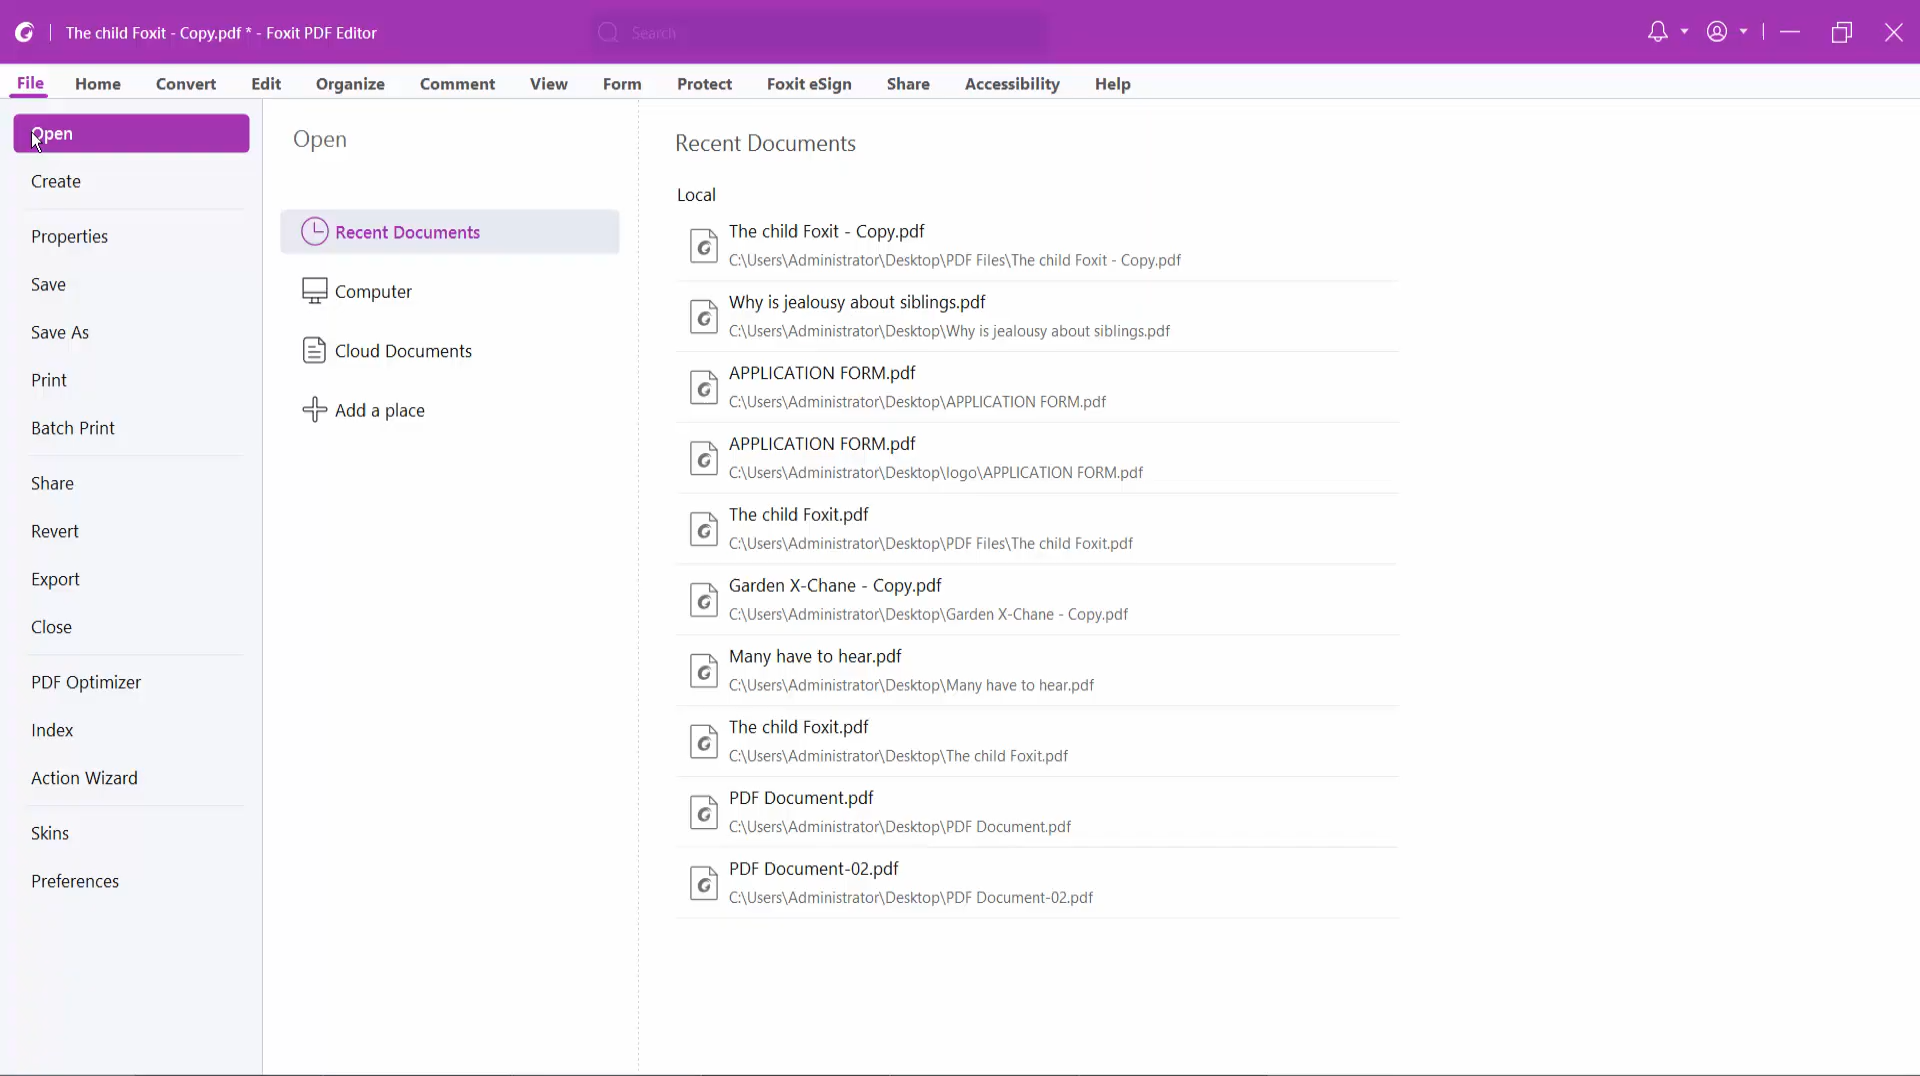 The child Foxit - Copy.pdf * - Foxit PDF Editor
Search
File Home Convert Edit Organize Comment View Form Protect Foxit eSign Share Accessibility Help
Open
Create
Properties
Save
Save As
Print
Batch Print
Share
Revert
Export
Close
PDF Optimizer
Index
Action Wizard
Skins
Preferences
Open
Recent Documents
Computer
Cloud Documents
Add a place
Recent Documents
Local
The child Foxit - Copy.pdf
C:\Users\Administrator\Desktop\PDF Files\The child Foxit - Copy.pdf
Why is jealousy about siblings.pdf
C:\Users\Administrator\Desktop\Why is jealousy about siblings.pdf
APPLICATION FORM.pdf
C:\Users\Administrator\Desktop\APPLICATION FORM.pdf
APPLICATION FORM.pdf
C:\Users\Administrator\Desktop\logo\APPLICATION FORM.pdf
The child Foxit.pdf
C:\Users\Administrator\Desktop\PDF Files\The child Foxit.pdf
Garden X-Chane - Copy.pdf
C:\Users\Administrator\Desktop\Garden X-Chane - Copy.pdf
Many have to hear.pdf
C:\Users\Administrator\Desktop\Many have to hear.pdf
The child Foxit.pdf
C:\Users\Administrator\Desktop\The child Foxit.pdf
PDF Document.pdf
C:\Users\Administrator\Desktop\PDF Document.pdf
PDF Document-02.pdf
C:\Users\Administrator\Desktop\PDF Document-02.pdf